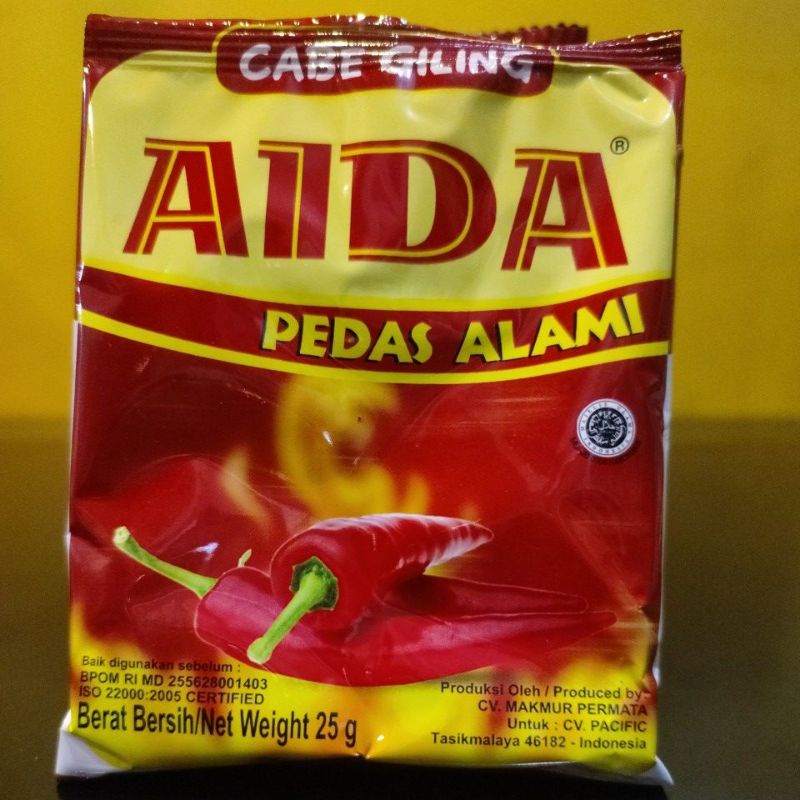 CABE GILING
AIDA®
PEDAS ALAMI
Baik digunakan sebelum :
BPOM RI MD 255628001403
ISO 22000:2005 CERTIFIED
Berat Bersih/Net Weight 25 g
Produksi Oleh / Produced by
CV. MAKMUR PERMATA
Untuk : CV. PACIFIC
Tasikmalaya 46182 - Indonesia